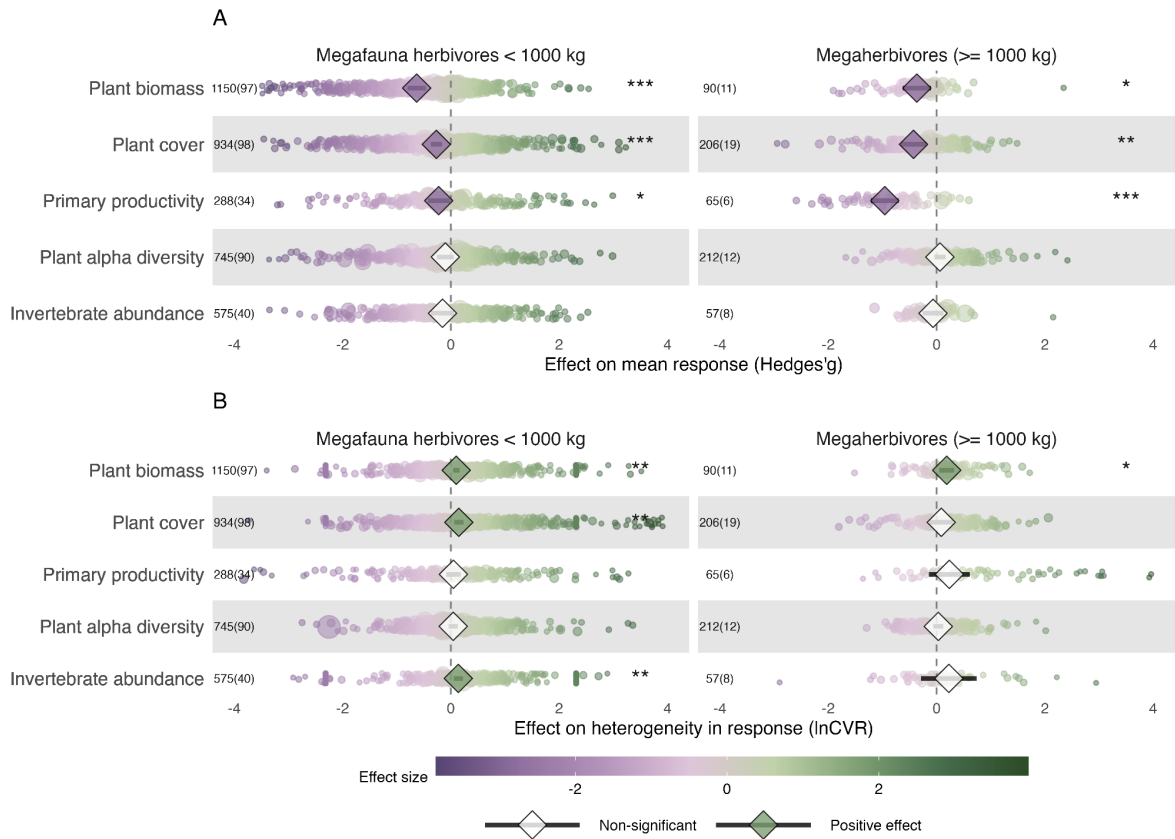 A
Megafauna herbivores < 1000 kg
Megaherbivores (>= 1000 kg)
Plant biomass 1150(97) *** 90(11) *
Plant cover 934(98) *** 206(19) **
Primary productivity 288(34) * 65(6) ***
Plant alpha diversity 745(90) 212(12)
Invertebrate abundance 575(40) 57(8)
-4 -2 0 2 4 -4 -2 0 2 4
Effect on mean response (Hedges'g)
B
Megafauna herbivores < 1000 kg
Megaherbivores (>= 1000 kg)
Plant biomass 1150(97) ** 90(11) *
Plant cover 934(98) ** 206(19)
Primary productivity 288(34) 65(6)
Plant alpha diversity 745(90) 212(12)
Invertebrate abundance 575(40) ** 57(8)
-4 -2 0 2 4 -4 -2 0 2 4
Effect on heterogeneity in response (lnCVR)
Effect size
-2 0 2
Non-significant Positive effect